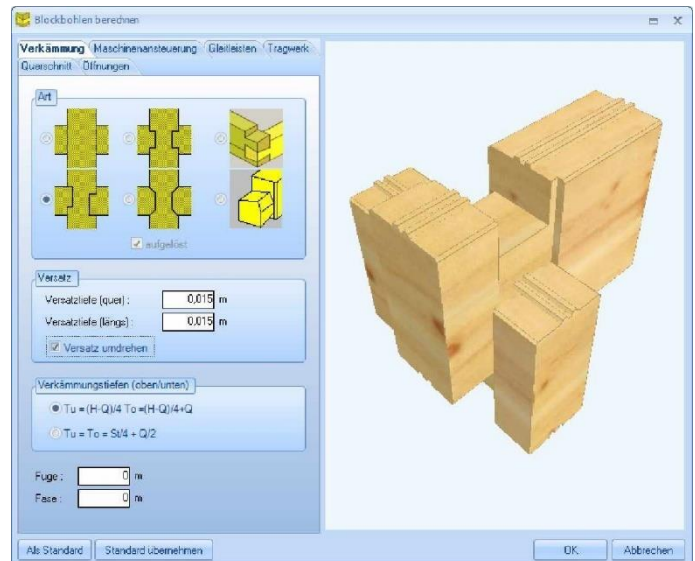 Blockbohlen berechnen
Verkämmung Maschinenansteuerung Gleitleisten Tragwerk
Querschnitt Öffnungen
Art
aufgelöst
Versatz
Versatztiefe (quer) : 0,015 m
Versatztiefe (längs) : 0,015 m
Versatz umdrehen
Verkämmungstiefen (oben/unten)
Tu =(H-Q)/4 To =(H-Q)/4+Q
Tu = To = St/4 + Q/2
Fuge : 0 m
Fase : 0 m
Als Standard Standard übernehmen OK Abbrechen